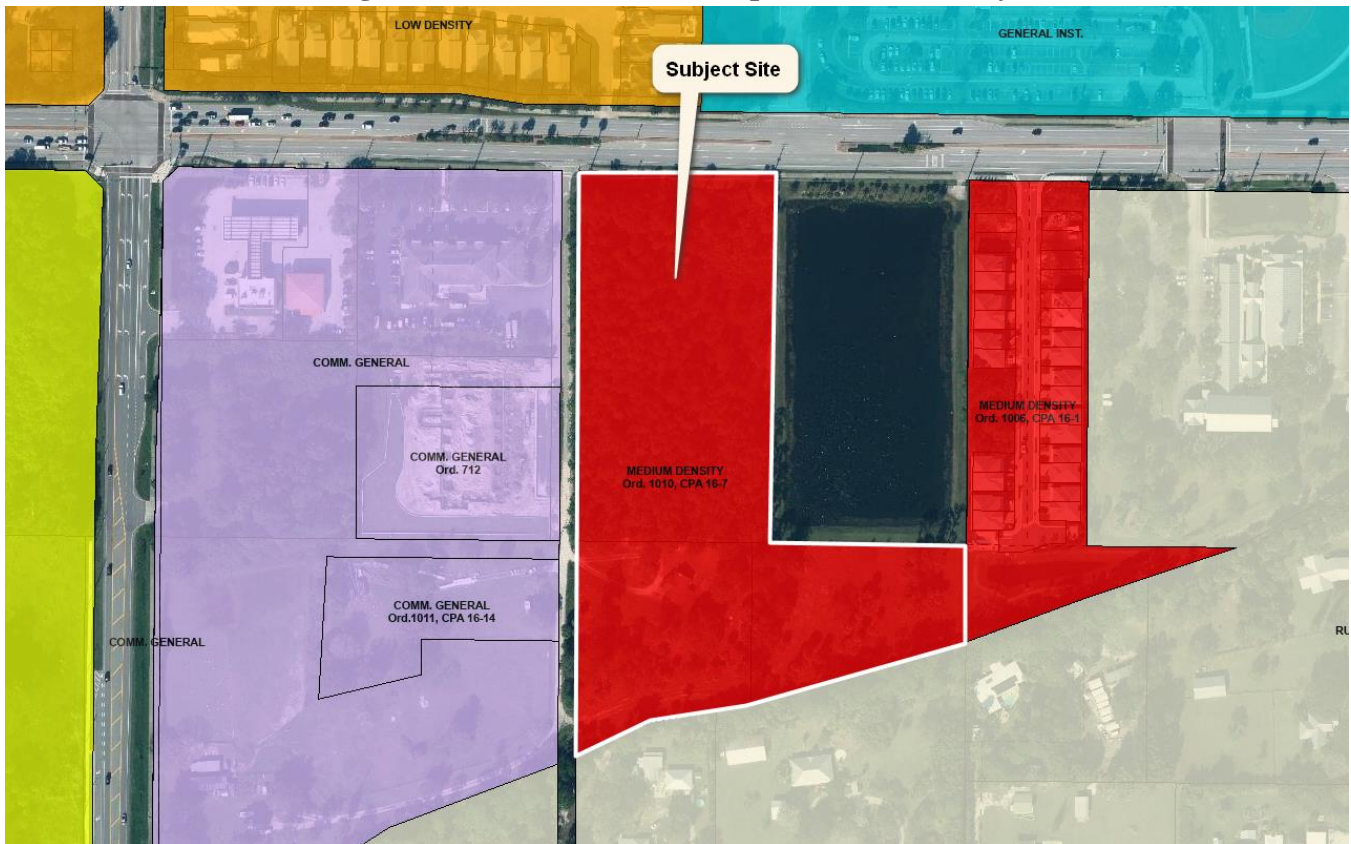 LOW DENSITY
GENERAL INST.
Subject Site
COMM. GENERAL
COMM. GENERAL
Ord. 712
MEDIUM DENSITY
Ord. 1010, CPA 16-7
MEDIUM DENSITY
Ord. 1006, CPA 16-1
COMM. GENERAL
Ord.1011, CPA 16-14
COMM. GENERAL
RU